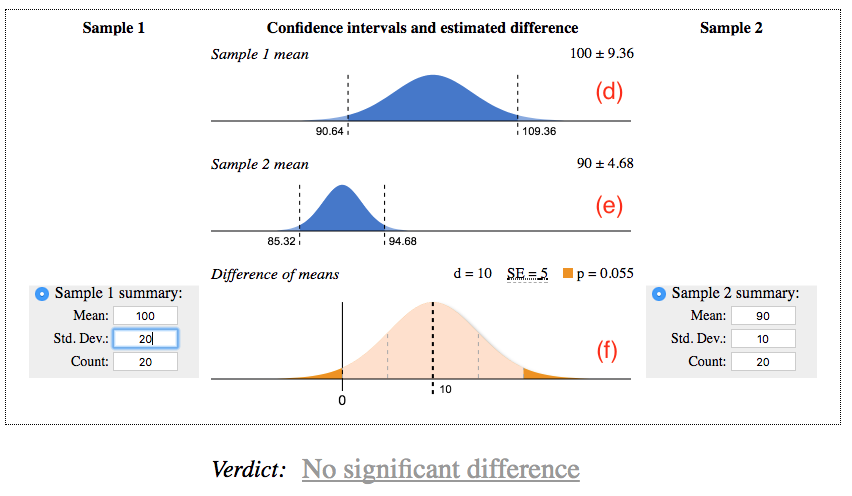 Sample 1
Confidence intervals and estimated difference
Sample 2
Sample 1 mean
100 ± 9.36
(d)
90.64
109.36
Sample 2 mean
90 ± 4.68
(e)
85.32
94.68
Difference of means
d = 10 SE = 5 p = 0.055
(f)
0
10
Sample 1 summary:
Mean: 100
Std. Dev.: 20
Count: 20
Sample 2 summary:
Mean: 90
Std. Dev.: 10
Count: 20
Verdict: No significant difference